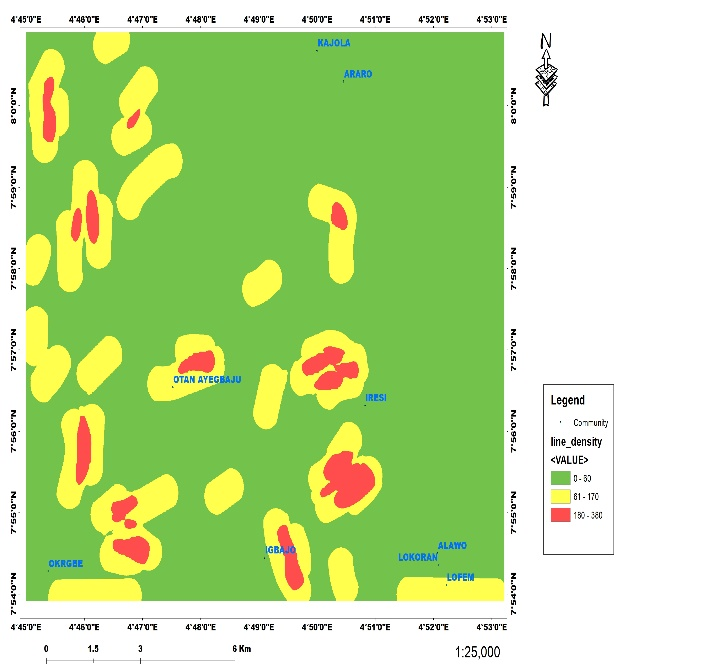 4°45'0"E 4°46'0"E 4°47'0"E 4°48'0"E 4°49'0"E 4°50'0"E 4°51'0"E 4°52'0"E 4°53'0"E
N
KAJOLA
ARARO
8°0'0"N 8°0'0"N
7°59'0"N 7°59'0"N
7°58'0"N 7°58'0"N
7°57'0"N 7°57'0"N
OTAN AYEGBAJU
IRESI
7°56'0"N 7°56'0"N
7°55'0"N 7°55'0"N
IGBAJO
ALAWO
LOKORAN
OKRGBE
LOFEM
7°54'0"N 7°54'0"N
Legend
Community
line_density
<VALUE>
0 - 60
61 - 170
180 - 380
4°45'0"E 4°46'0"E 4°47'0"E 4°48'0"E 4°49'0"E 4°50'0"E 4°51'0"E 4°52'0"E 4°53'0"E
0 1.5 3 6 Km
1:25,000